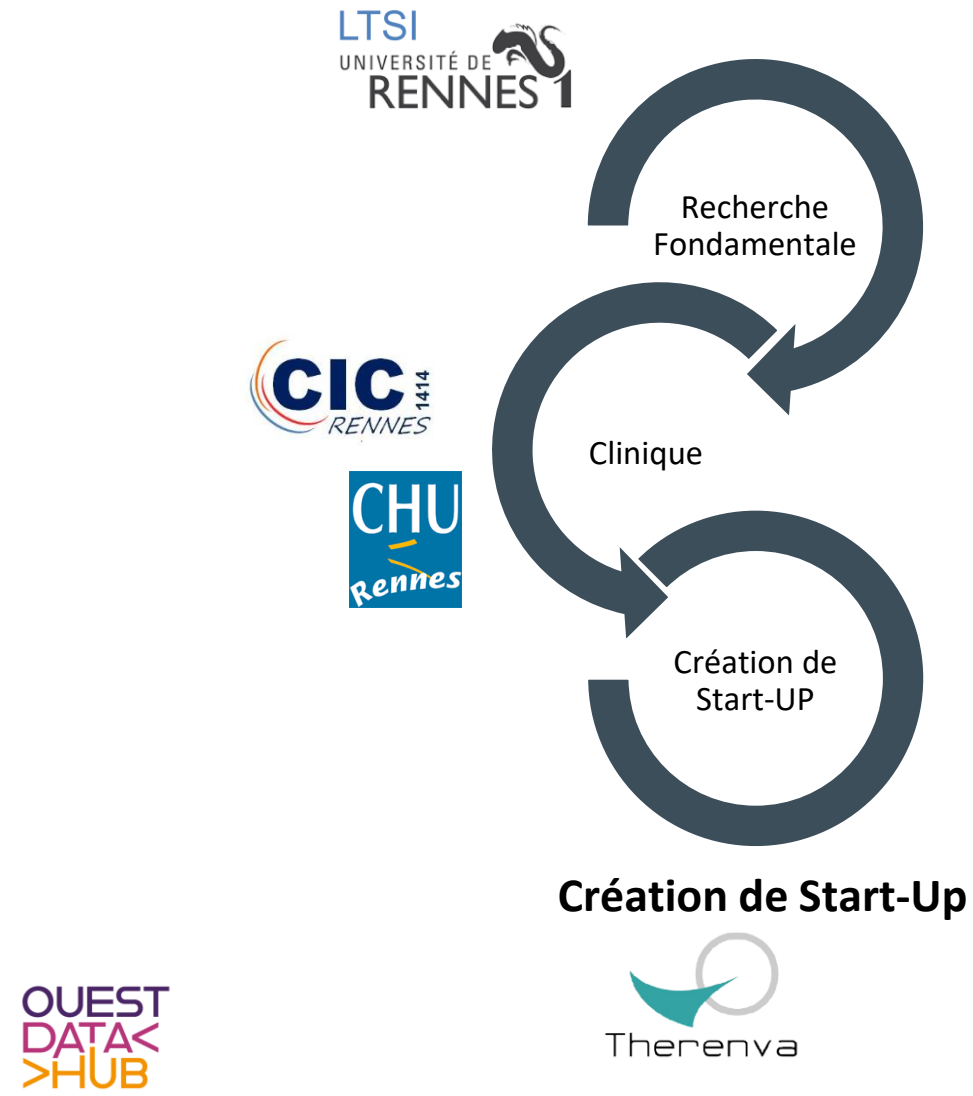 LTSI
UNIVERSITÉ DE
RENNES 1
Recherche
Fondamentale
CIC
1414
RENNES
Clinique
CHU
Rennes
Création de
Start-UP
Création de Start-Up
Therenva
OUEST
DATA<
>HUB